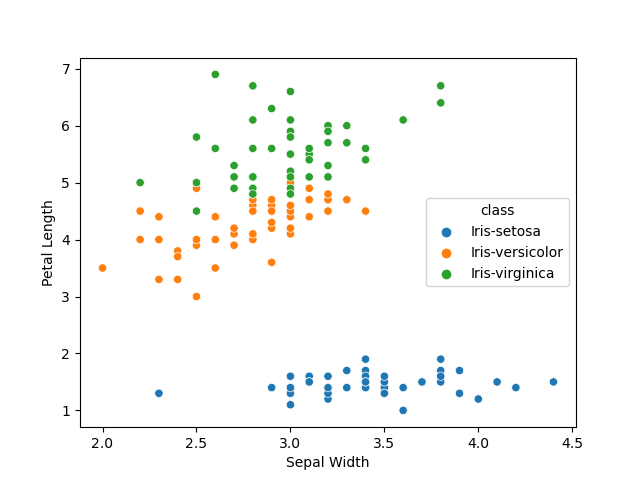 7
6
5
4
3
2
1
Petal Length
class
Iris-setosa
Iris-versicolor
Iris-virginica
2.0 2.5 3.0 3.5 4.0 4.5
Sepal Width